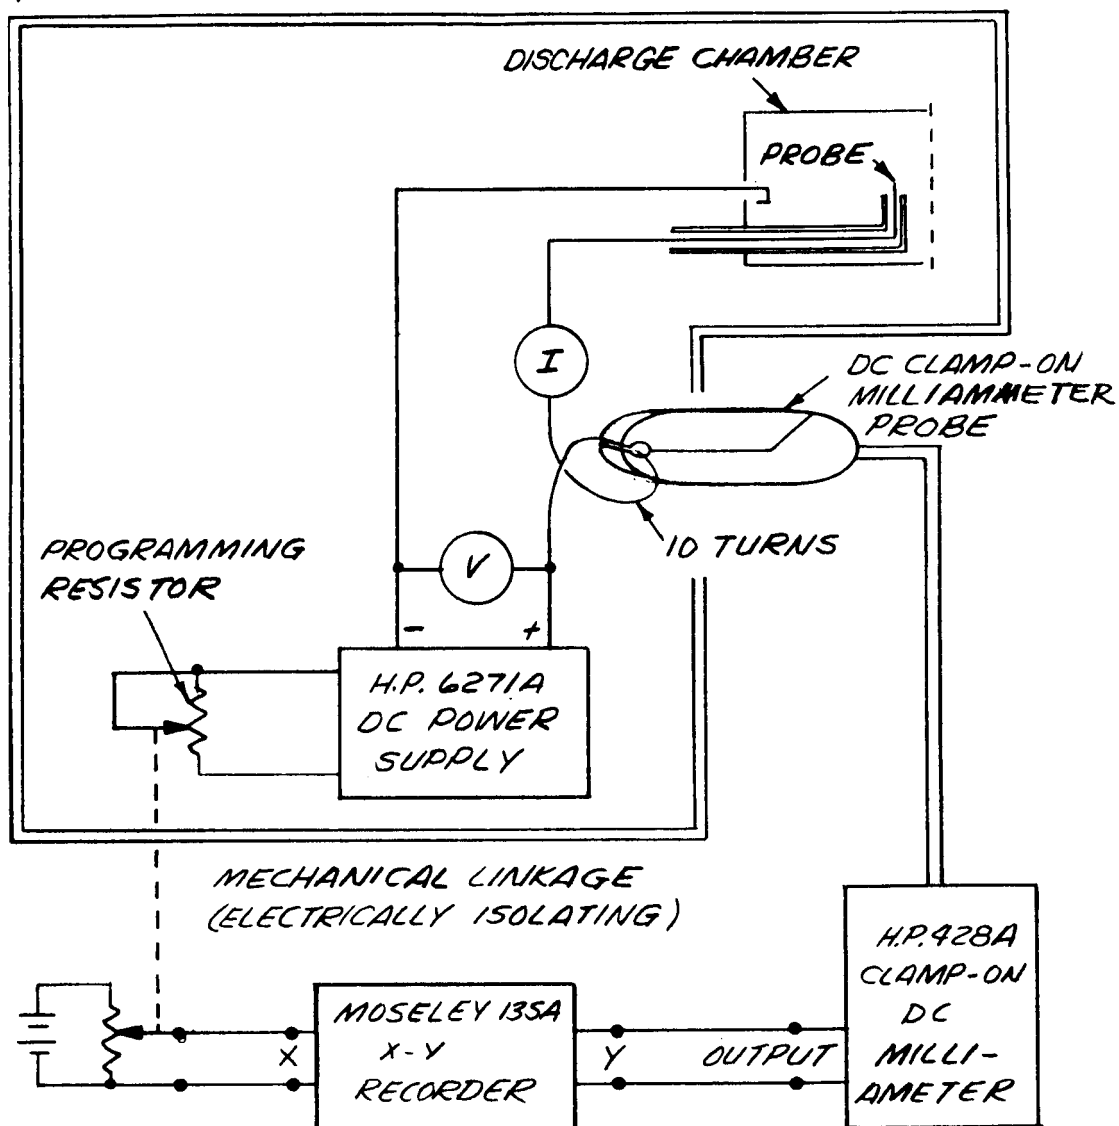 DISCHARGE CHAMBER
PROBE
I
DC CLAMP-ON
MILLIAMMETER
PROBE
10 TURNS
PROGRAMMING
RESISTOR
V
- +
H.P. 6271A
DC POWER
SUPPLY
MECHANICAL LINKAGE
(ELECTRICALLY ISOLATING)
H.P. 428A
CLAMP-ON
DC
MILLI-
AMETER
MOSELEY 135A
X-Y
RECORDER
X
Y
OUTPUT